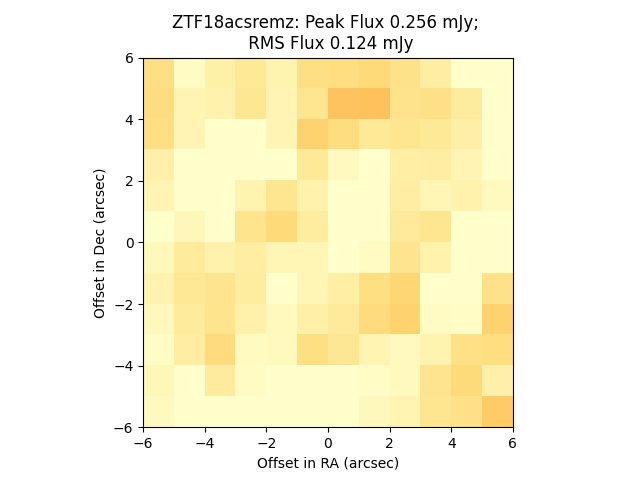 ZTF18acsremz: Peak Flux 0.256 mJy;
RMS Flux 0.124 mJy
6
4
2
0
−2
−4
−6
Offset in Dec (arcsec)
−6 −4 −2 0 2 4 6
Offset in RA (arcsec)